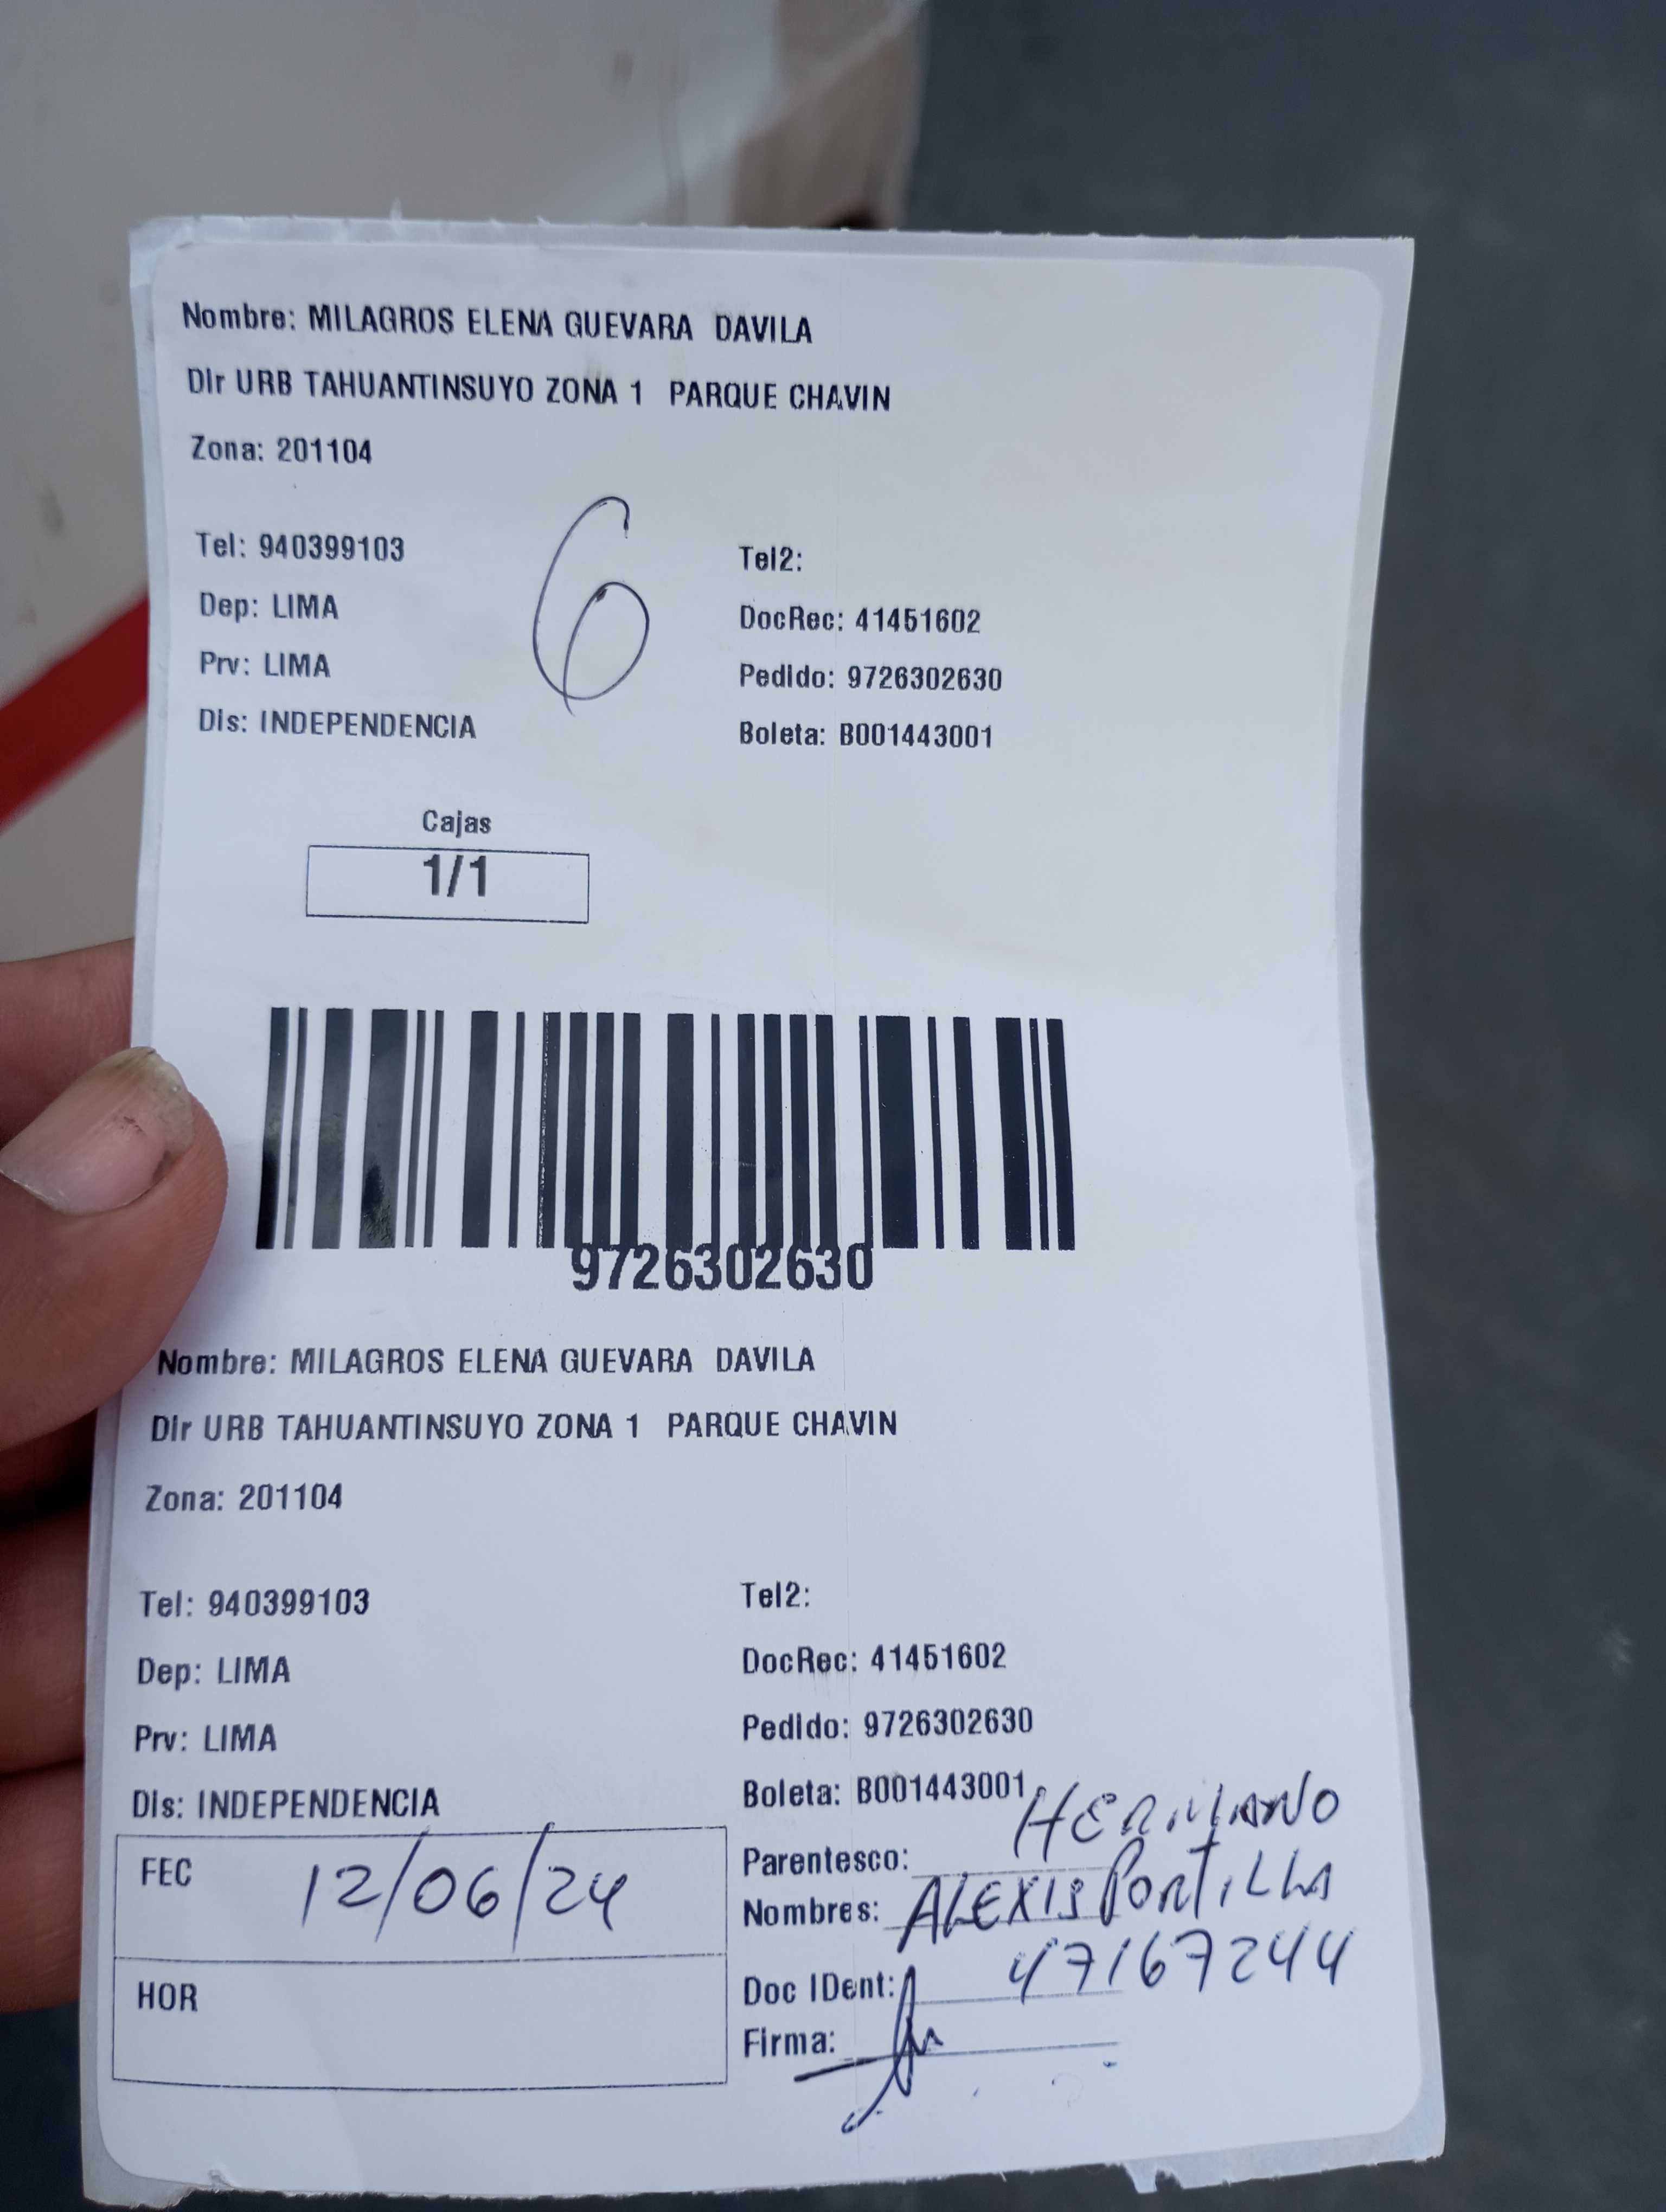 Nombre: MILAGROS ELENA GUEVARA DAVILA
Dir URB TAHUANTINSUYO ZONA 1 PARQUE CHAVIN
Zona: 201104
6
Tel: 940399103
Tel2:
Dep: LIMA
DocRec: 41451602
Prv: LIMA
Pedido: 9726302630
Dis: INDEPENDENCIA
Boleta: B001443001
Cajas
1/1
9726302630
Nombre: MILAGROS ELENA GUEVARA DAVILA
Dir URB TAHUANTINSUYO ZONA 1 PARQUE CHAVIN
Zona: 201104
Tel: 940399103
Tel2:
Dep: LIMA
DocRec: 41451602
Prv: LIMA
Pedido: 9726302630
Dis: INDEPENDENCIA
Boleta: B001443001
FEC 12/06/24
Parentesco: HERMANO
Nombres: ALEXIS PORTILLA
HOR
Doc IDent: 47167244
Firma: